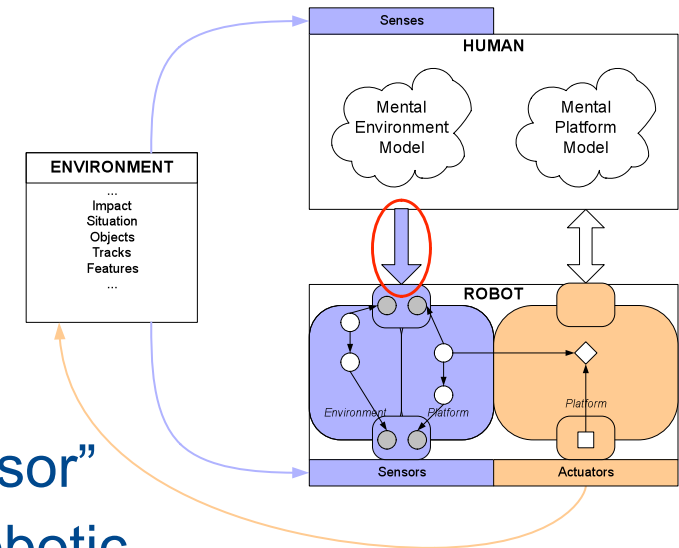 Senses
HUMAN
Mental
Environment
Model
Mental
Platform
Model
ENVIRONMENT
...
Impact
Situation
Objects
Tracks
Features
...
ROBOT
Environment
Platform
Platform
Sensors
Actuators
sor”
botic